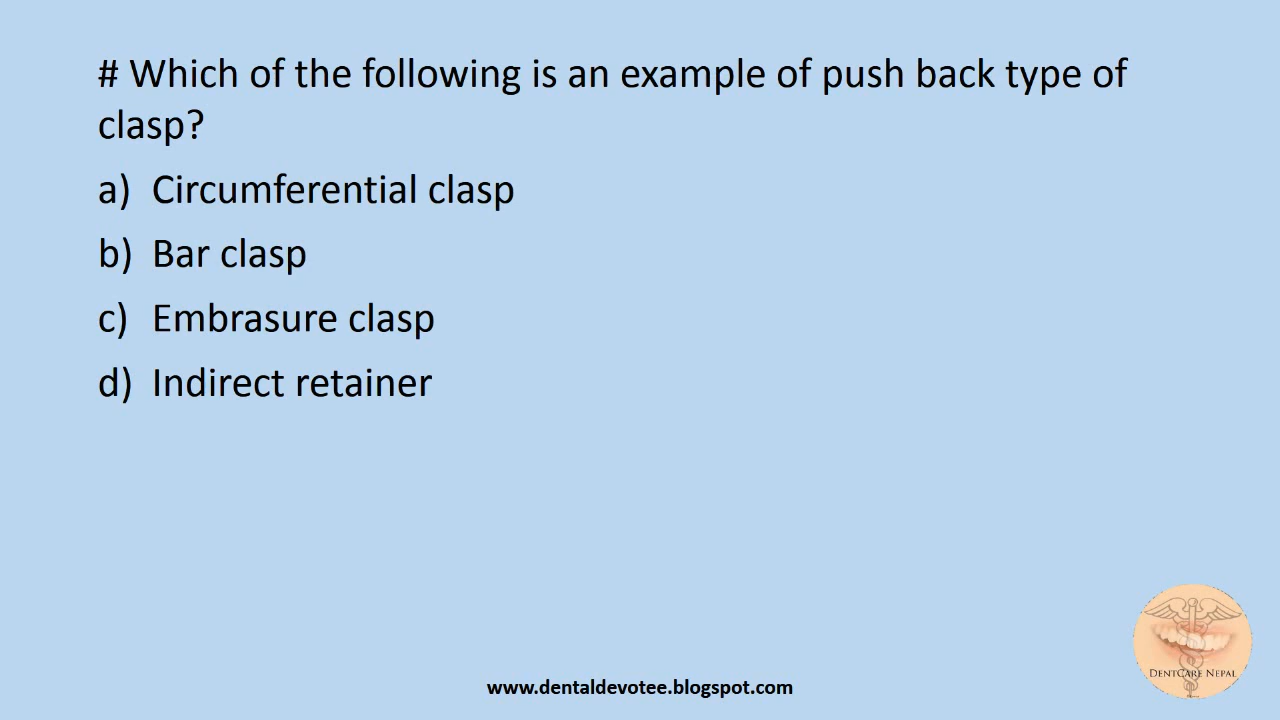 # Which of the following is an example of push back type of
clasp?
a) Circumferential clasp
b) Bar clasp
c) Embrasure clasp
d) Indirect retainer
DENTCARE NEPAL
www.dentaldevotee.blogspot.com